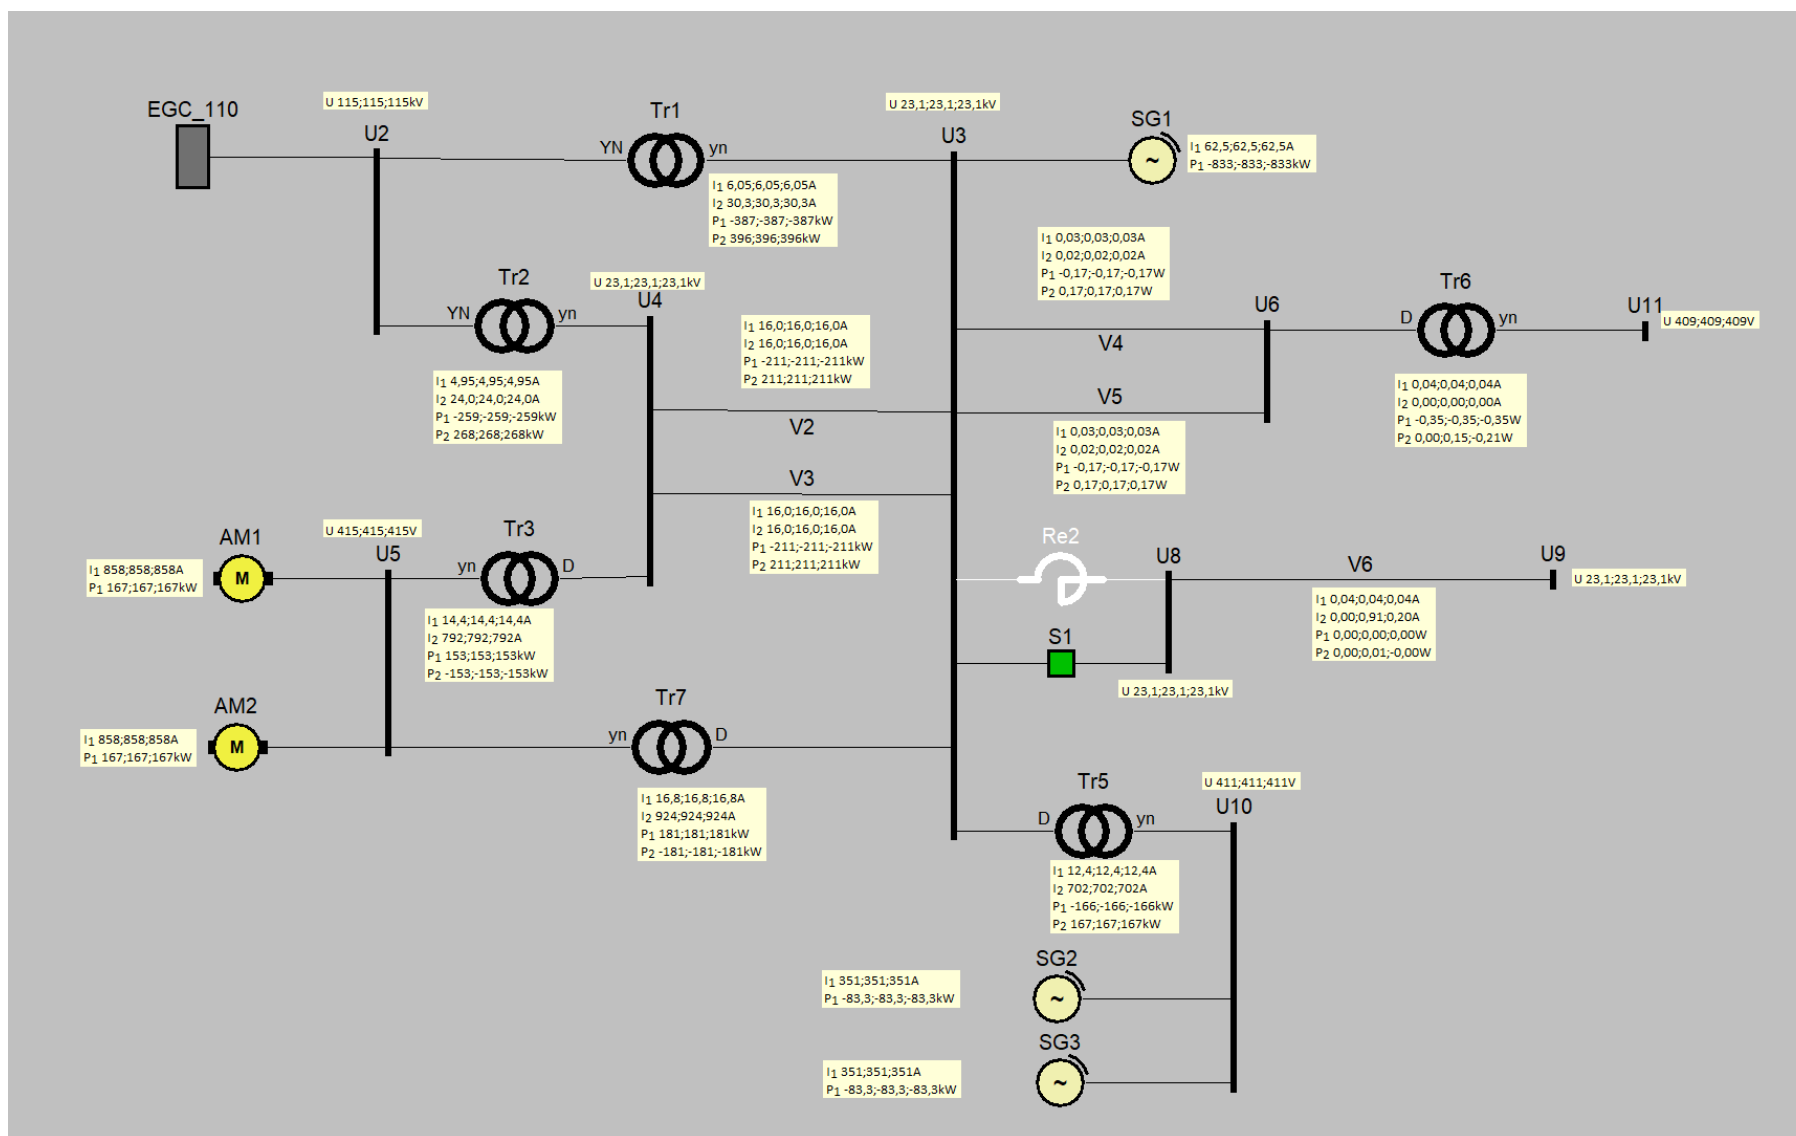 EGC_110
U 115;115;115kV
U2
Tr1
YN
yn
I1 6,05;6,05;6,05A
I2 30,3;30,3;30,3A
P1 -387;-387;-387kW
P2 396;396;396kW
U 23,1;23,1;23,1kV
U3
SG1
~
I1 62,5;62,5;62,5A
P1 -833;-833;-833kW
Tr2
YN
yn
I1 4,95;4,95;4,95A
I2 24,0;24,0;24,0A
P1 -259;-259;-259kW
P2 268;268;268kW
U 23,1;23,1;23,1kV
U4
I1 16,0;16,0;16,0A
I2 16,0;16,0;16,0A
P1 -211;-211;-211kW
P2 211;211;211kW
V2
V3
I1 16,0;16,0;16,0A
I2 16,0;16,0;16,0A
P1 -211;-211;-211kW
P2 211;211;211kW
I1 0,03;0,03;0,03A
I2 0,02;0,02;0,02A
P1 -0,17;-0,17;-0,17W
P2 0,17;0,17;0,17W
V4
V5
I1 0,03;0,03;0,03A
I2 0,02;0,02;0,02A
P1 -0,17;-0,17;-0,17W
P2 0,17;0,17;0,17W
U6
Tr6
D
yn
I1 0,04;0,04;0,04A
I2 0,00;0,00;0,00A
P1 -0,35;-0,35;-0,35W
P2 0,00;0,15;-0,21W
U11
U 409;409;409V
AM1
M
I1 858;858;858A
P1 167;167;167kW
U 415;415;415V
U5
Tr3
yn
D
I1 14,4;14,4;14,4A
I2 792;792;792A
P1 153;153;153kW
P2 -153;-153;-153kW
Re2
U8
V6
U9
U 23,1;23,1;23,1kV
I1 0,04;0,04;0,04A
I2 0,00;0,91;0,20A
P1 0,00;0,00;0,00W
P2 0,00;0,01;-0,00W
S1
U 23,1;23,1;23,1kV
AM2
M
I1 858;858;858A
P1 167;167;167kW
Tr7
yn
D
I1 16,8;16,8;16,8A
I2 924;924;924A
P1 181;181;181kW
P2 -181;-181;-181kW
Tr5
D
yn
U 411;411;411V
U10
I1 12,4;12,4;12,4A
I2 702;702;702A
P1 -166;-166;-166kW
P2 167;167;167kW
SG2
~
I1 351;351;351A
P1 -83,3;-83,3;-83,3kW
SG3
~
I1 351;351;351A
P1 -83,3;-83,3;-83,3kW